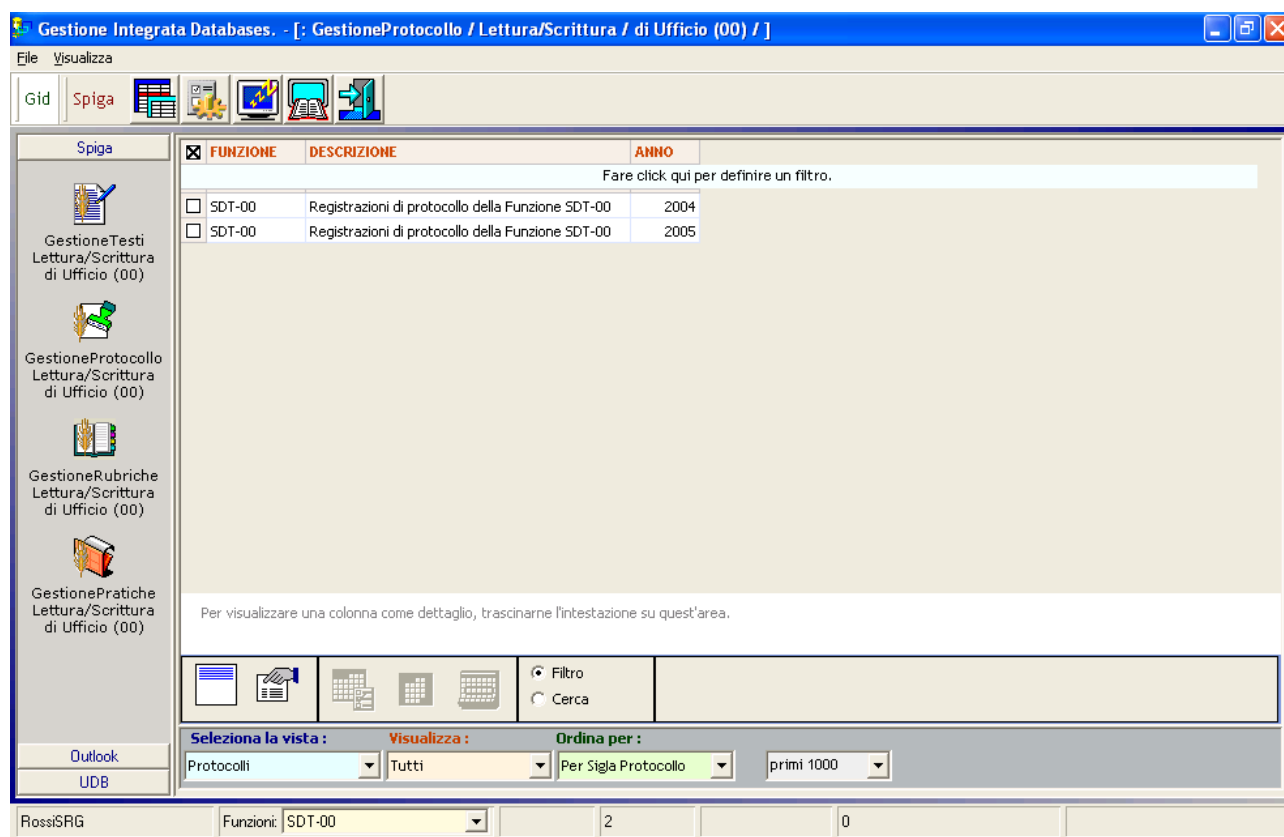 Gestione Integrata Databases. - [: GestioneProtocollo / Lettura/Scrittura / di Ufficio (00) / ]
File Visualizza
Gid Spiga
Spiga
GestioneTesti
Lettura/Scrittura
di Ufficio (00)
GestioneProtocollo
Lettura/Scrittura
di Ufficio (00)
GestioneRubriche
Lettura/Scrittura
di Ufficio (00)
GestionePratiche
Lettura/Scrittura
di Ufficio (00)
Outlook
UDB
FUNZIONE DESCRIZIONE ANNO
Fare click qui per definire un filtro.
SDT-00 Registrazioni di protocollo della Funzione SDT-00 2004
SDT-00 Registrazioni di protocollo della Funzione SDT-00 2005
Per visualizzare una colonna come dettaglio, trascinarne l'intestazione su quest'area.
Filtro
Cerca
Seleziona la vista : Visualizza : Ordina per :
Protocolli Tutti Per Sigla Protocollo primi 1000
RossiSRG Funzioni: SDT-00 2 0